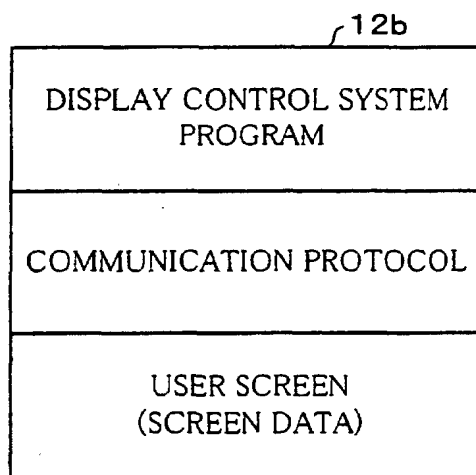 12b
DISPLAY CONTROL SYSTEM
PROGRAM
COMMUNICATION PROTOCOL
USER SCREEN
(SCREEN DATA)